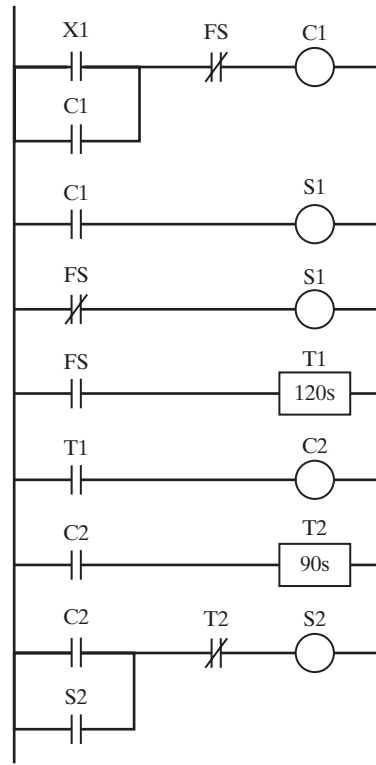 X1 FS C1
C1
C1 S1
FS S1
FS T1
120s
T1 C2
C2 T2
90s
C2 T2 S2
S2